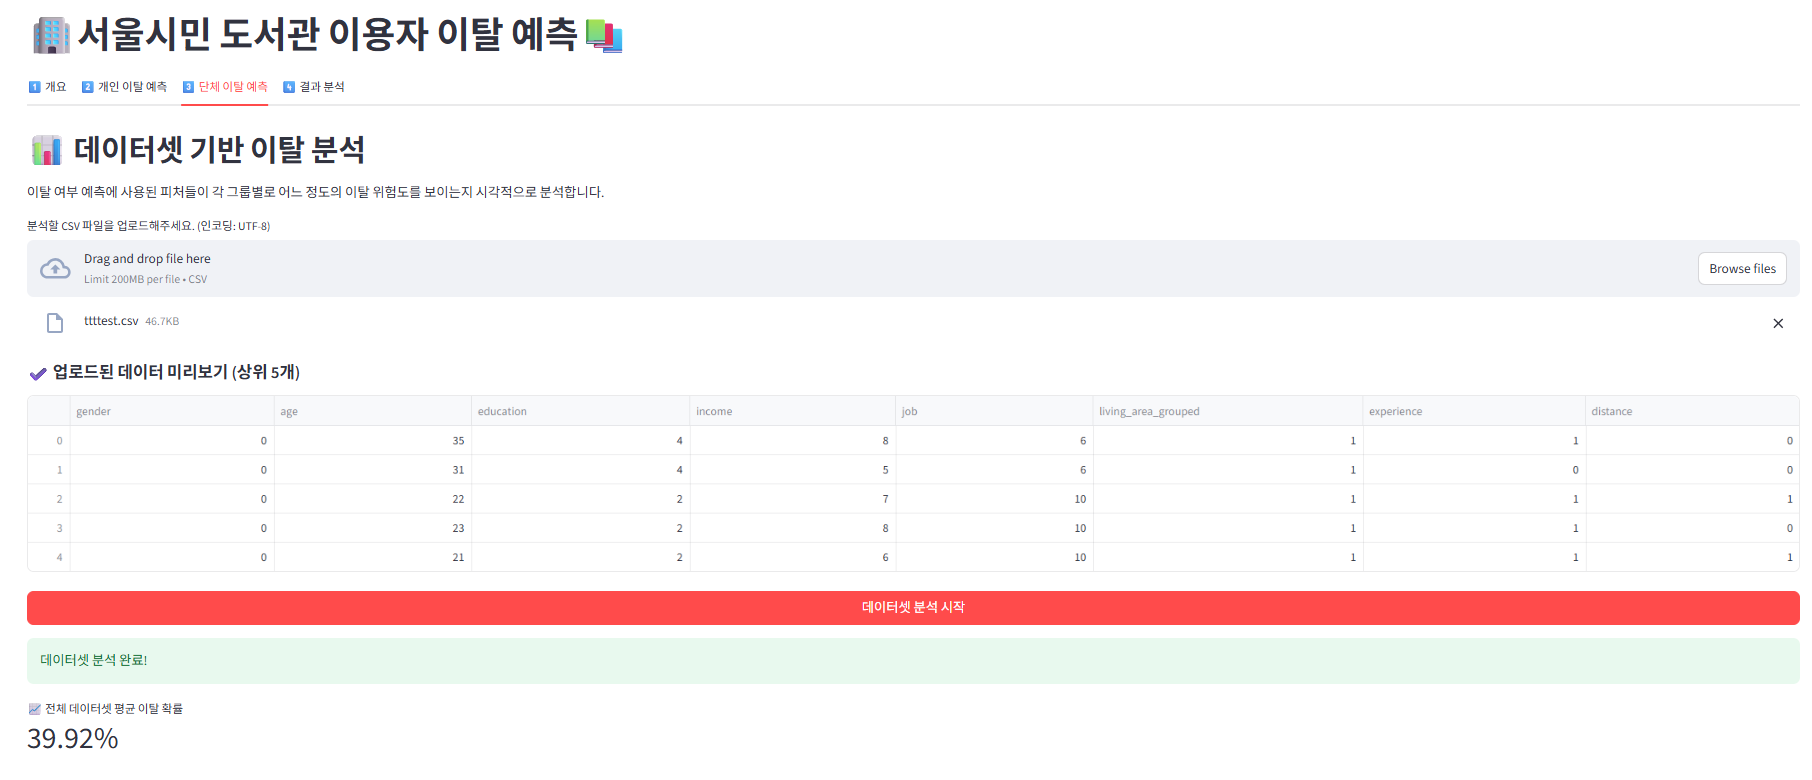 서울시민 도서관 이용자 이탈 예측
1 개요 2 개인 이탈 예측 3 단체 이탈 예측 4 결과 분석
데이터셋 기반 이탈 분석
이탈 여부 예측에 사용된 피처들이 각 그룹별로 어느 정도의 이탈 위험도를 보이는지 시각적으로 분석합니다.
분석할 CSV 파일을 업로드해주세요. (인코딩: UTF-8)
Drag and drop file here
Limit 200MB per file • CSV
Browse files
ttttest.csv 46.7KB
업로드된 데이터 미리보기 (상위 5개)
gender age education income job living_area_grouped experience distance
0 0 35 4 8 6 1 1 0
1 0 31 4 5 6 1 0 0
2 0 22 2 7 10 1 1 1
3 0 23 2 8 10 1 1 0
4 0 21 2 6 10 1 1 1
데이터셋 분석 시작
데이터셋 분석 완료!
전체 데이터셋 평균 이탈 확률
39.92%